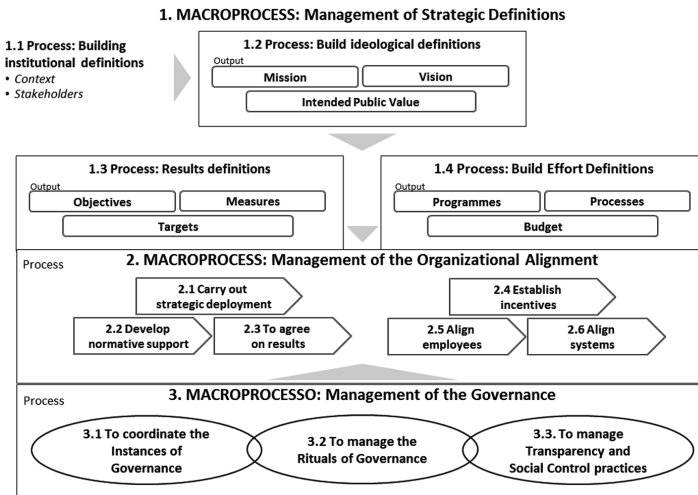 1. MACROPROCESS: Management of Strategic Definitions
1.1 Process: Building
institutional definitions
• Context
• Stakeholders
1.2 Process: Build ideological definitions
Output
Mission
Vision
Intended Public Value
1.3 Process: Results definitions
Output
Objectives
Measures
Targets
1.4 Process: Build Effort Definitions
Output
Programmes
Processes
Budget
Process
2. MACROPROCESS: Management of the Organizational Alignment
2.1 Carry out
strategic deployment
2.2 Develop
normative support
2.3 To agree
on results
2.4 Establish
incentives
2.5 Align
employees
2.6 Align
systems
Process
3. MACROPROCESSO: Management of the Governance
3.1 To coordinate the
Instances of
Governance
3.2 To manage the
Rituals of Governance
3.3. To manage
Transparency and
Social Control practices